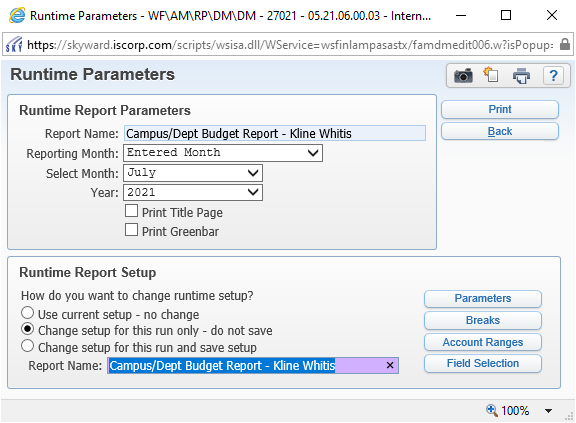 Runtime Parameters - WF\AM\RP\DM\DM - 27021 - 05.21.06.00.03 - Intern...
https://skyward.iscorp.com/scripts/wsisa.dll/WService=wsfinlampasastx/famdmedit006.w?isPopup=
Runtime Parameters
?
Runtime Report Parameters
Print
Report Name: Campus/Dept Budget Report - Kline Whitis
Back
Reporting Month: Entered Month
Select Month: July
Year: 2021
Print Title Page
Print Greenbar
Runtime Report Setup
How do you want to change runtime setup?
Parameters
Use current setup - no change
Breaks
Change setup for this run only - do not save
Account Ranges
Change setup for this run and save setup
Field Selection
Report Name: Campus/Dept Budget Report - Kline Whitis
100%